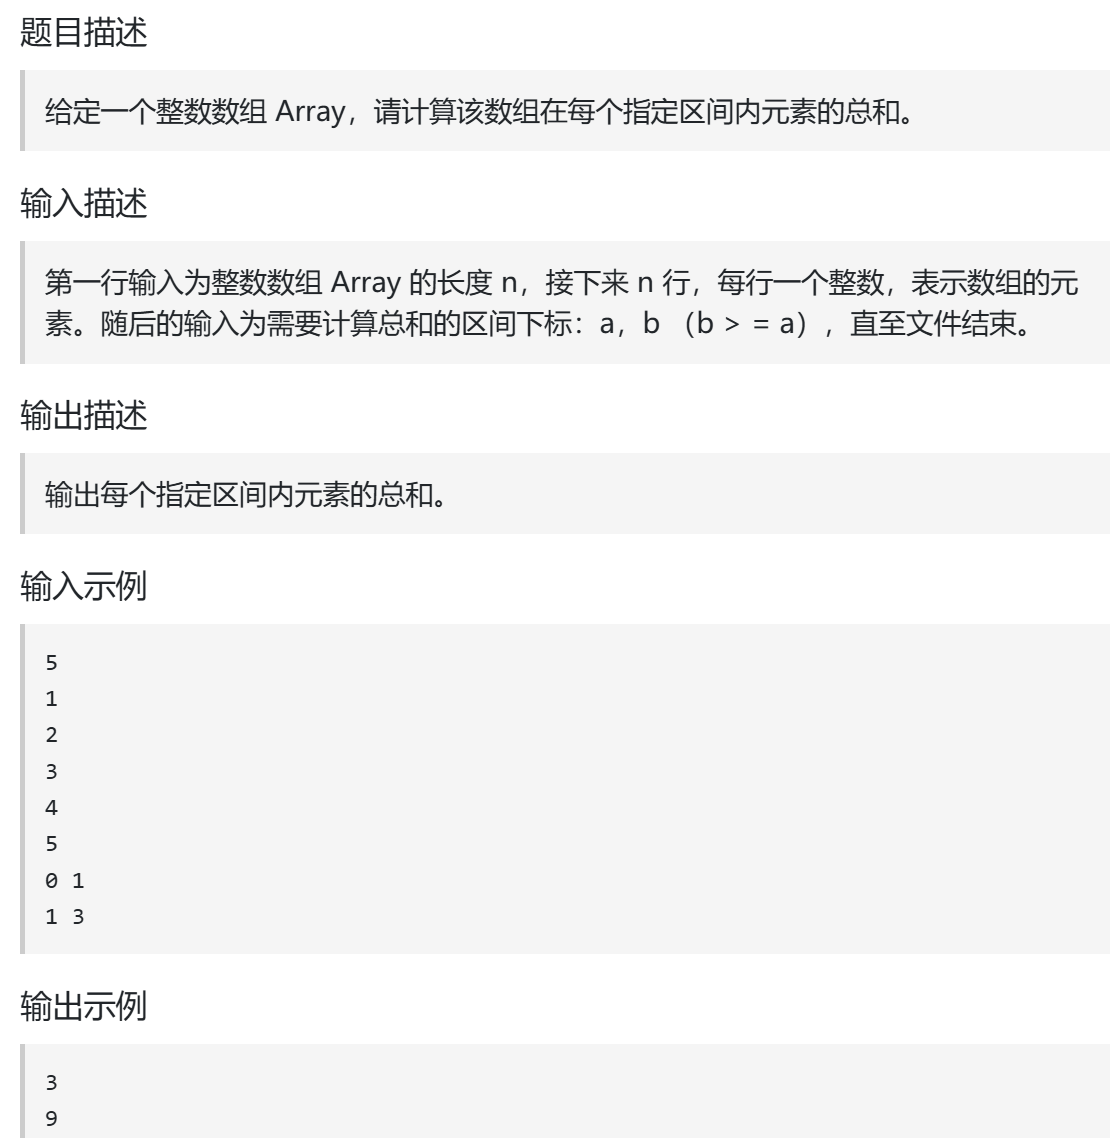 题目描述
给定一个整数数组 Array，请计算该数组在每个指定区间内元素的总和。
输入描述
第一行输入为整数数组 Array 的长度 n，接下来 n 行，每行一个整数，表示数组的元
素。随后的输入为需要计算总和的区间下标：a，b （b > = a），直至文件结束。
输出描述
输出每个指定区间内元素的总和。
输入示例
5
1
2
3
4
5
0 1
1 3
输出示例
3
9